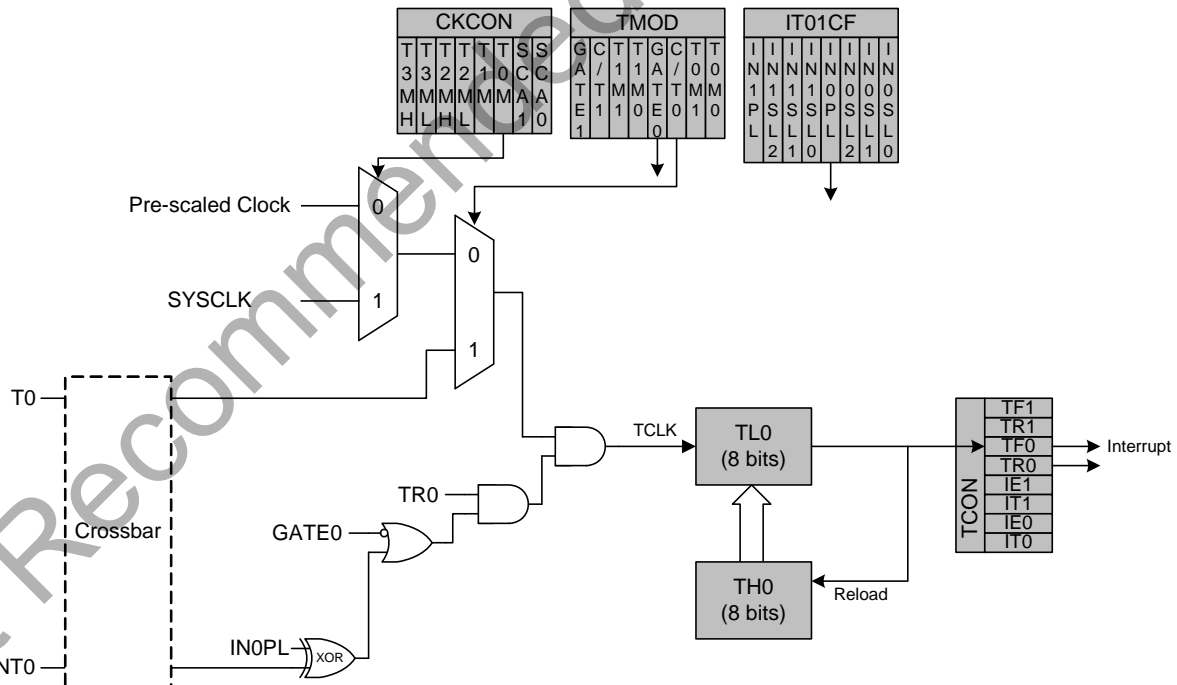 CKCON
T3MH
T3ML
T2MH
T2ML
T1M
T0M
SCA1
SCA0
TMOD
GATE1
C/T1
T1M1
T1M0
GATE0
C/T0
T0M1
T0M0
IT01CF
IN1PL
IN1SL2
IN1SL1
IN1SL0
IN0PL
IN0SL2
IN0SL1
IN0SL0
Pre-scaled Clock
0
SYSCLK
1
0
1
T0
Crossbar
TR0
GATE0
IN0PL
XOR
NT0
TCLK
TL0
(8 bits)
TH0
(8 bits)
Reload
TCON
TF1
TR1
TF0
TR0
IE1
IT1
IE0
IT0
Interrupt
Recommended